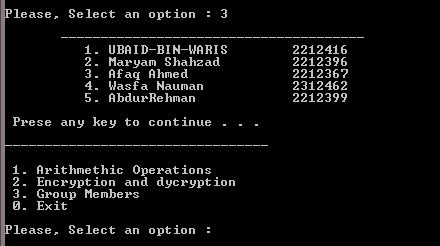 Please, Select an option : 3
1. UBAID-BIN-WARIS 2212416
2. Maryam Shahzad 2212396
3. Afaq Ahmed 2212367
4. Wasfa Nauman 2312462
5. AbdurRehman 2212399
Prese any key to continue . . .
1. Arithmethic Operations
2. Encryption and dycryption
3. Group Members
0. Exit
Please, Select an option :